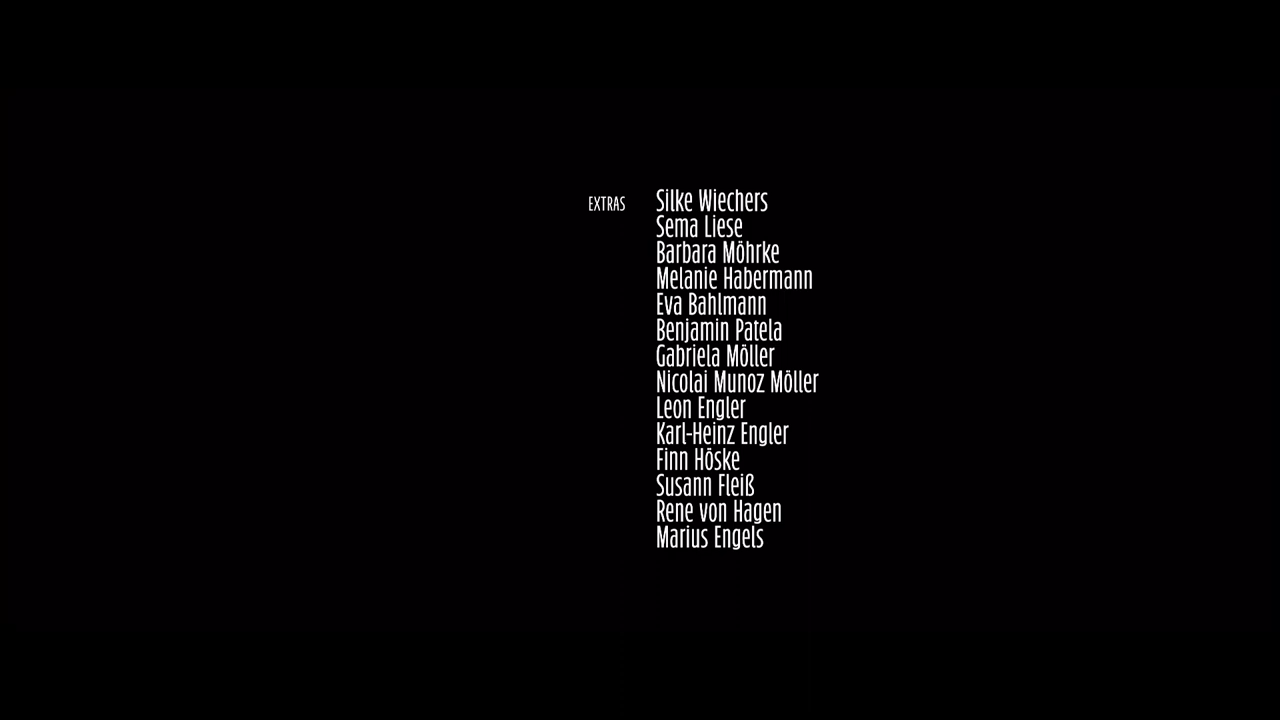 EXTRAS Silke Wiechers
Sema Liese
Barbara Möhrke
Melanie Habermann
Eva Bahlmann
Benjamin Patela
Gabriela Möller
Nicolai Munoz Möller
Leon Engler
Karl-Heinz Engler
Finn Höske
Susann Fleiß
Rene von Hagen
Marius Engels